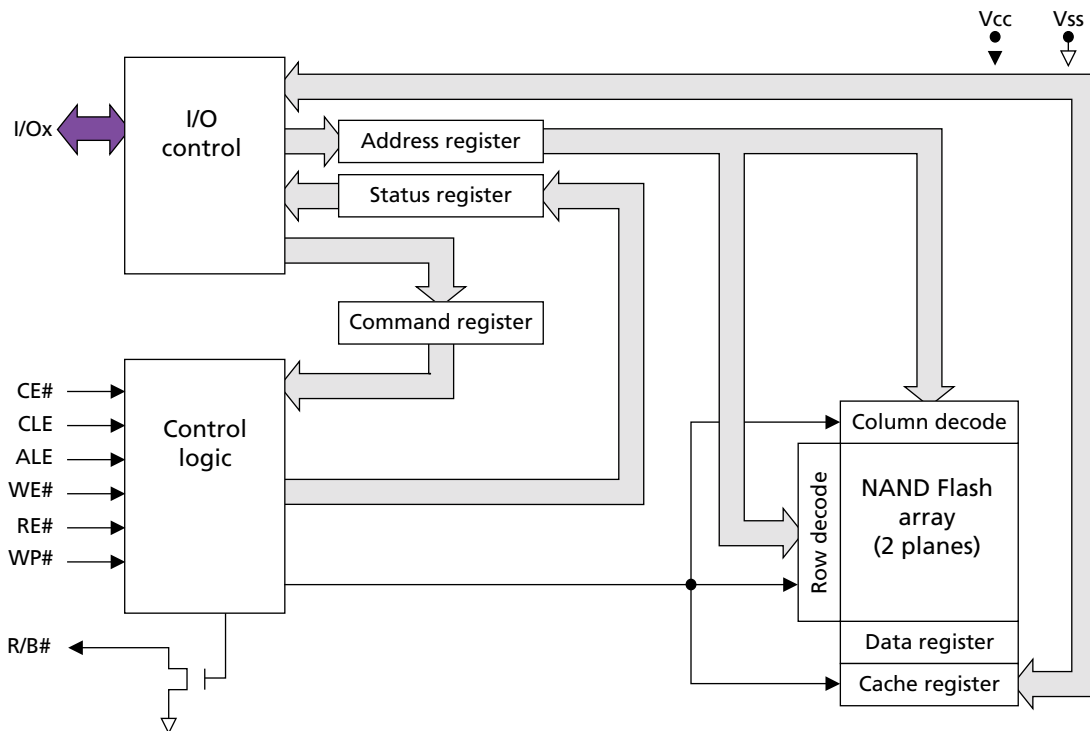 Vcc
Vss
I/Ox
I/O
control
Address register
Status register
Command register
CE#
CLE
ALE
WE#
RE#
WP#
Control
logic
Column decode
Row decode
NAND Flash
array
(2 planes)
Data register
Cache register
R/B#